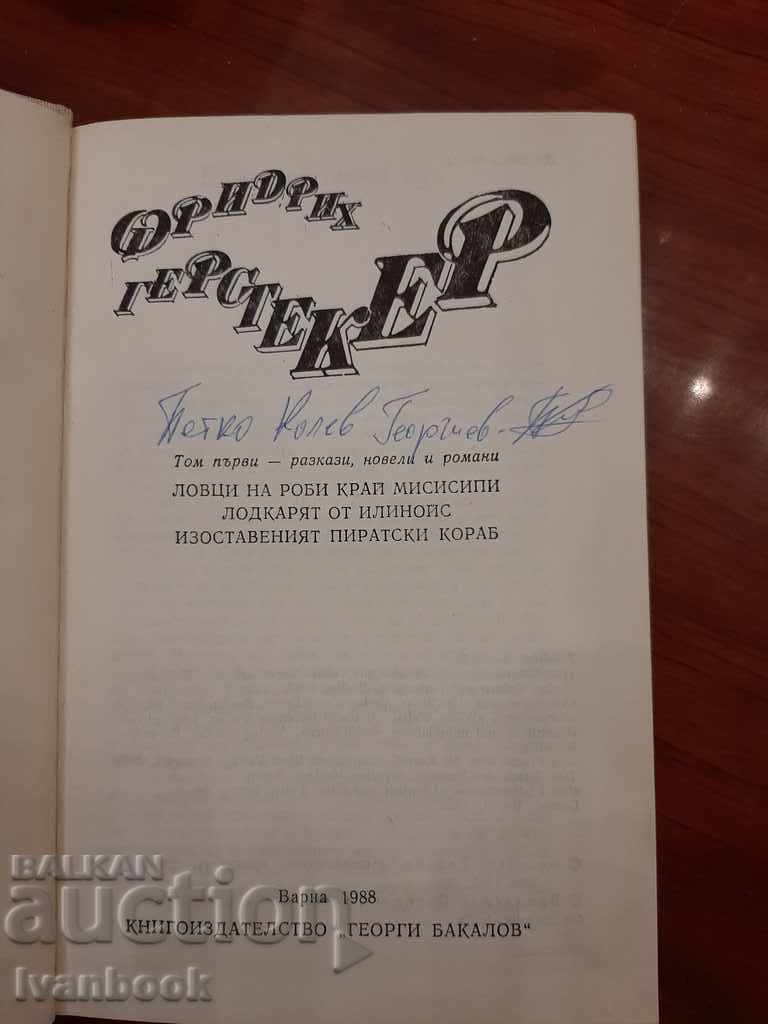 ФРИДРИХ
ГЕРСТЕКЕР
Петко Колев Георгиев
Том първи — разкази, новели и романи
ЛОВЦИ НА РОБИ КРАЙ МИСИСИПИ
ЛОДКАРЯТ ОТ ИЛИНОЙС
ИЗОСТАВЕНИЯТ ПИРАТСКИ КОРАБ
Варна 1988
КНИГОИЗДАТЕЛСТВО „ГЕОРГИ БАКАЛОВ“
BALKAN
auction
Ivanbook